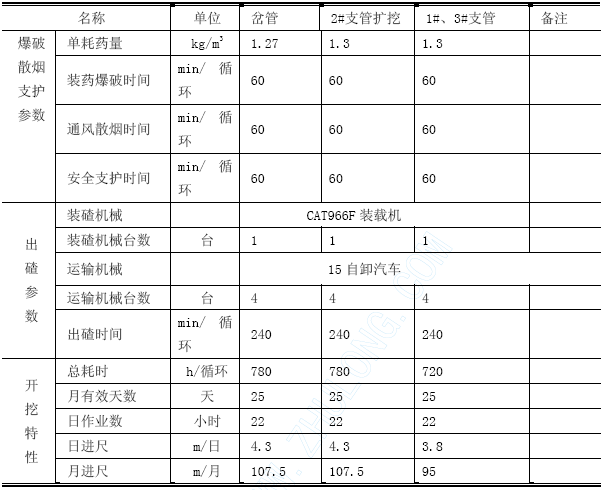 名称 单位 岔管 2#支管扩挖 1#、3#支管 备注
爆破散烟支护参数
单耗药量 kg/m³ 1.27 1.3 1.3
装药爆破时间 min/ 循环 60 60 60
通风散烟时间 min/ 循环 60 60 60
安全支护时间 min/ 循环 60 60 60
出碴参数
装碴机械 CAT966F 装载机
装碴机械台数 台 1 1 1
运输机械 15自卸汽车
运输机械台数 台 4 4 4
出碴时间 min/ 循环 240 240 240
开挖特性
总耗时 h/循环 780 780 720
月有效天数 天 25 25 25
日作业数 小时 22 22 22
日进尺 m/日 4.3 4.3 3.8
月进尺 m/月 107.5 107.5 95